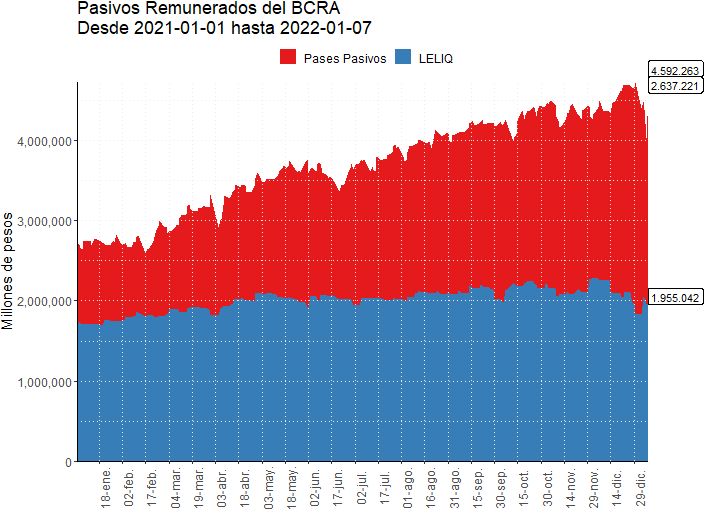 Pasivos Remunerados del BCRA
Desde 2021-01-01 hasta 2022-01-07
Pases Pasivos
LELIQ
4.592.263
2.637.221
1.955.042
Millones de pesos
4,000,000
3,000,000
2,000,000
1,000,000
0
18-ene.
02-feb.
17-feb.
04-mar.
19-mar.
03-abr.
18-abr.
03-may.
18-may.
02-jun.
17-jun.
02-jul.
17-jul.
01-ago.
16-ago.
31-ago.
15-sep.
30-sep.
15-oct.
30-oct.
14-nov.
29-nov.
14-dic.
29-dic.